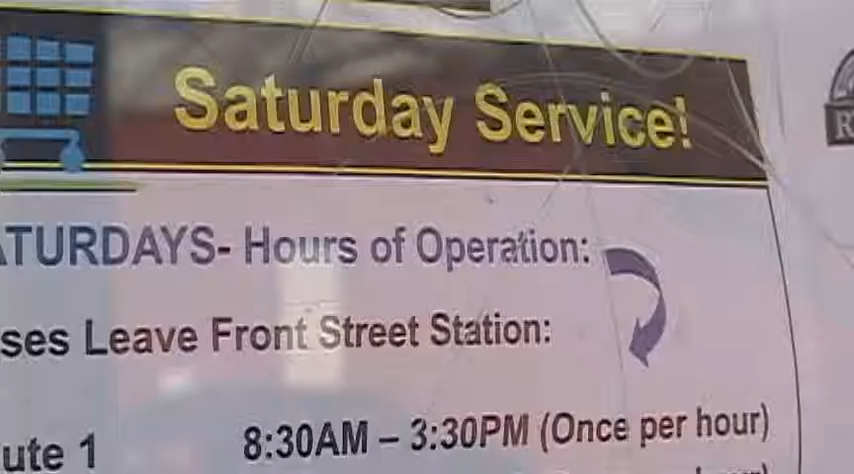 Saturday Service!
ATURDAYS- Hours of Operation:
ses Leave Front Street Station:
ute 1 8:30AM – 3:30PM (Once per hour)